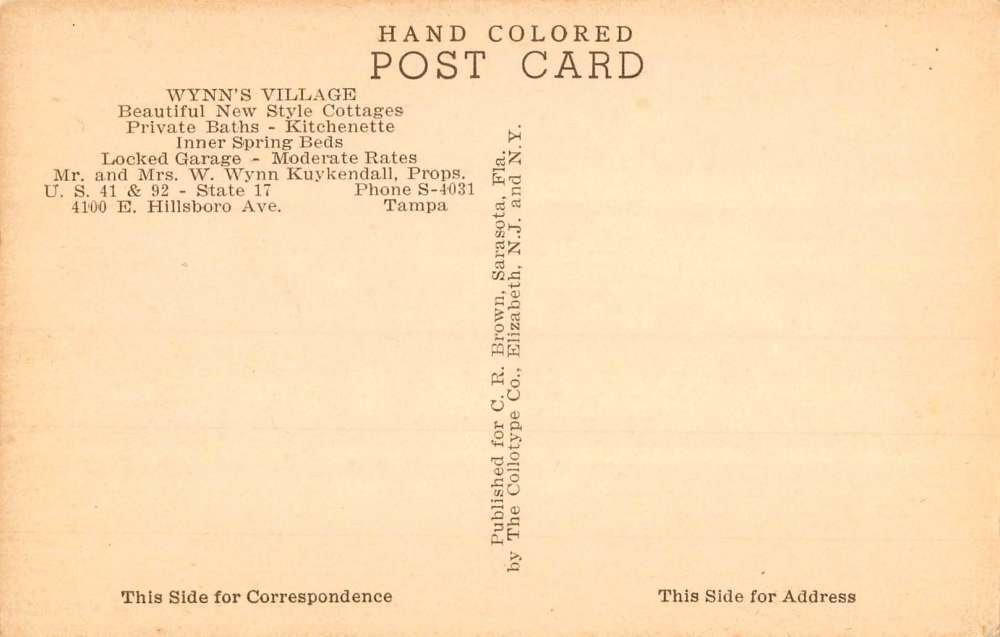 HAND COLORED
POST CARD
WYNN'S VILLAGE
Beautiful New Style Cottages
Private Baths - Kitchenette
Inner Spring Beds
Locked Garage - Moderate Rates
Mr. and Mrs. W. Wynn Kuykendall, Props.
U. S. 41 & 92 - State 17 Phone S-4031
4100 E. Hillsboro Ave. Tampa
Published for C. R. Brown, Sarasota, Fla.
by The Collotype Co., Elizabeth, N.J. and N.Y.
This Side for Correspondence
This Side for Address